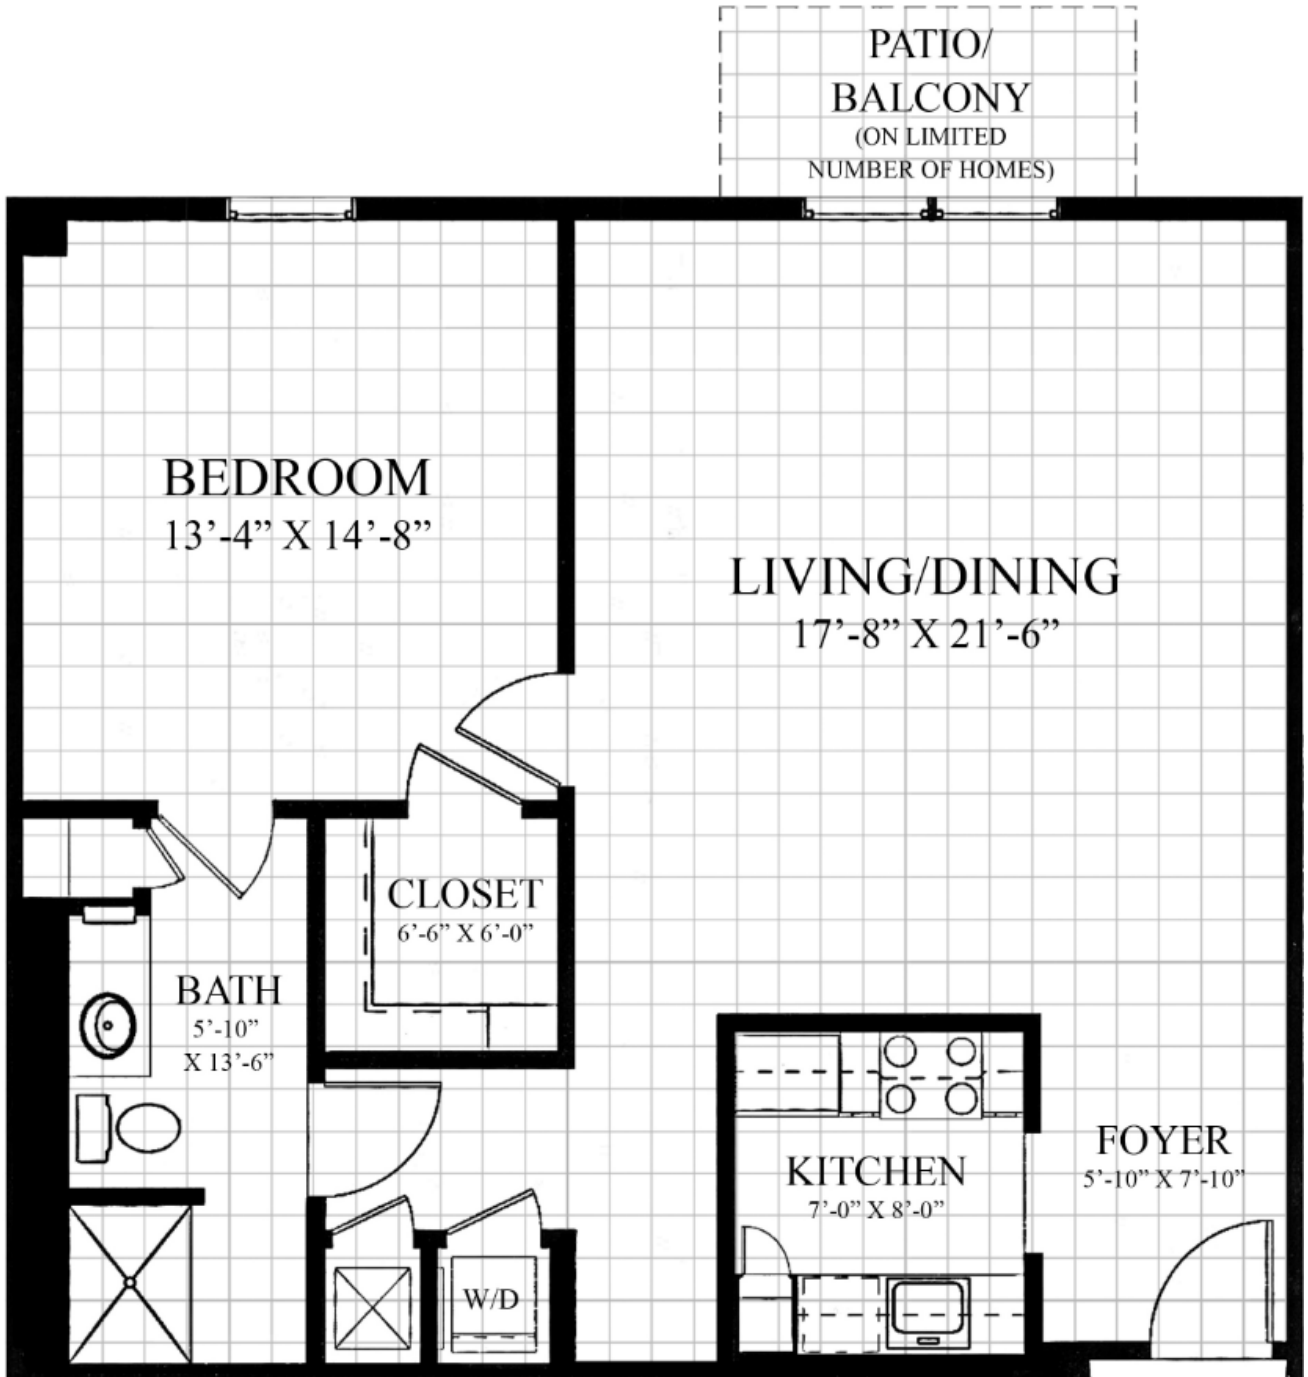 PATIO/
BALCONY
(ON LIMITED
NUMBER OF HOMES)
BEDROOM
13’-4” X 14’-8”
LIVING/DINING
17’-8” X 21’-6”
CLOSET
6’-6” X 6’-0”
BATH
5’-10”
X 13’-6”
KITCHEN
7’-0” X 8’-0”
FOYER
5’-10” X 7’-10”
W/D